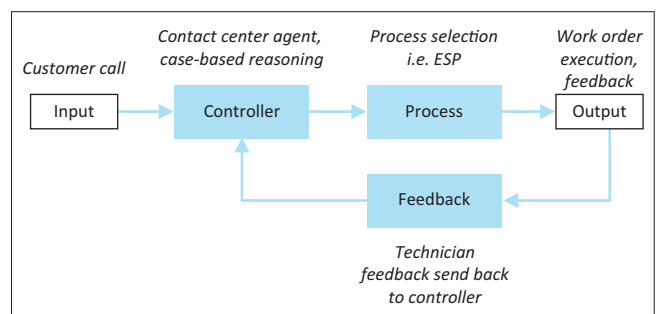 Customer call
Input
Contact center agent,
case-based reasoning
Controller
Process selection
i.e. ESP
Process
Work order
execution,
feedback
Output
Feedback
Technician
feedback send back
to controller